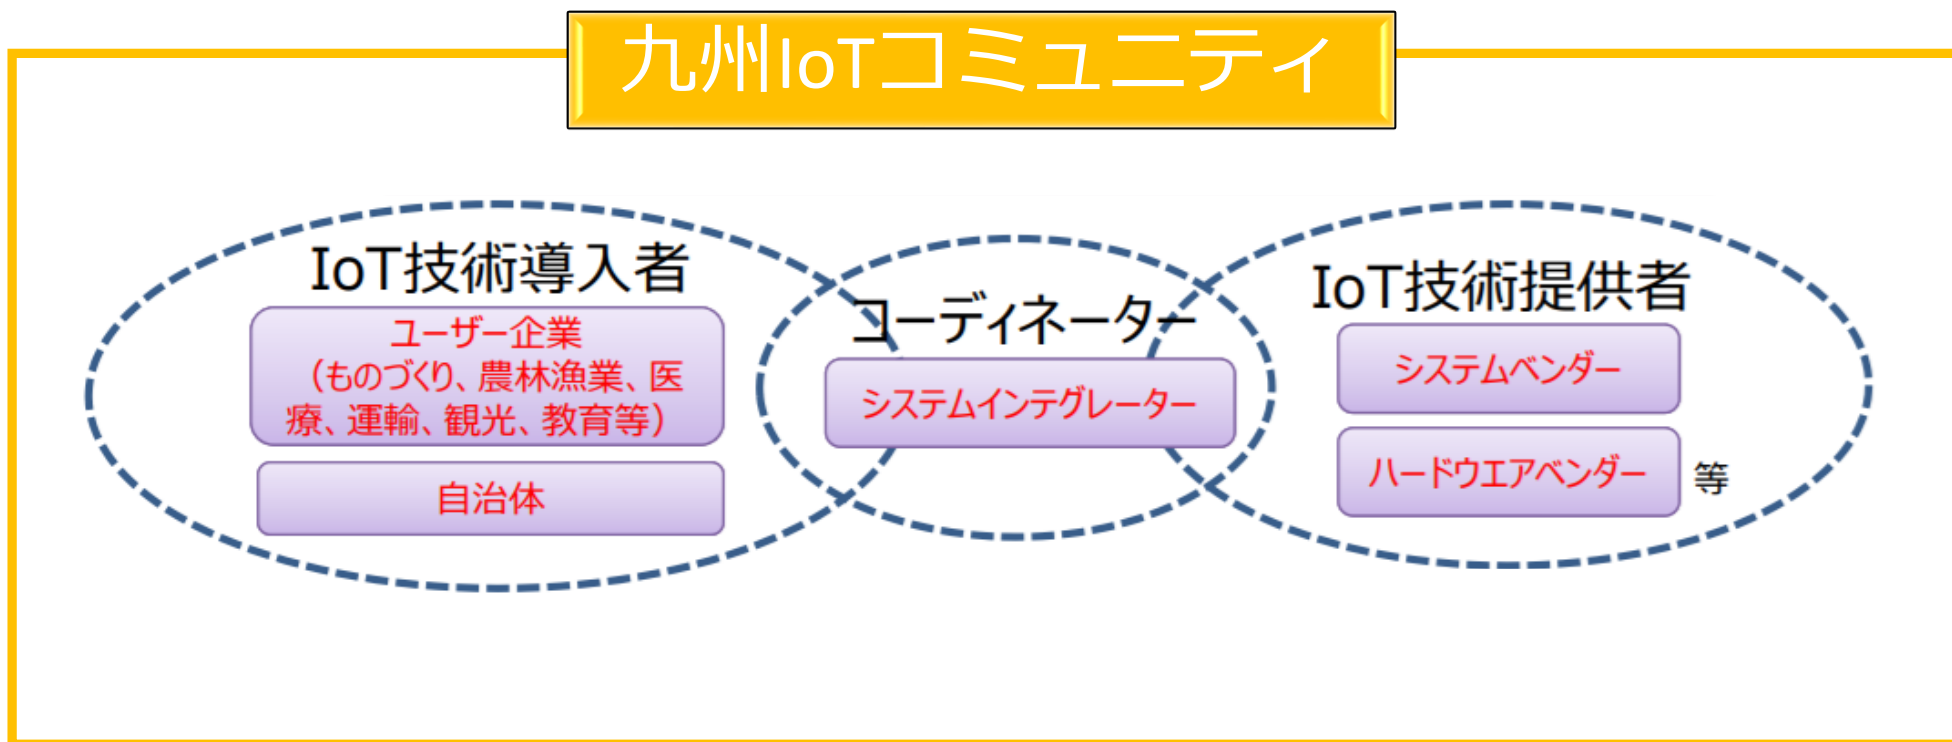 九州IoTコミュニティ
IoT技術導入者
ユーザー企業
（ものづくり、農林漁業、医
療、運輸、観光、教育等）
自治体
コーディネーター
システムインテグレーター
IoT技術提供者
システムベンダー
ハードウエアベンダー
等